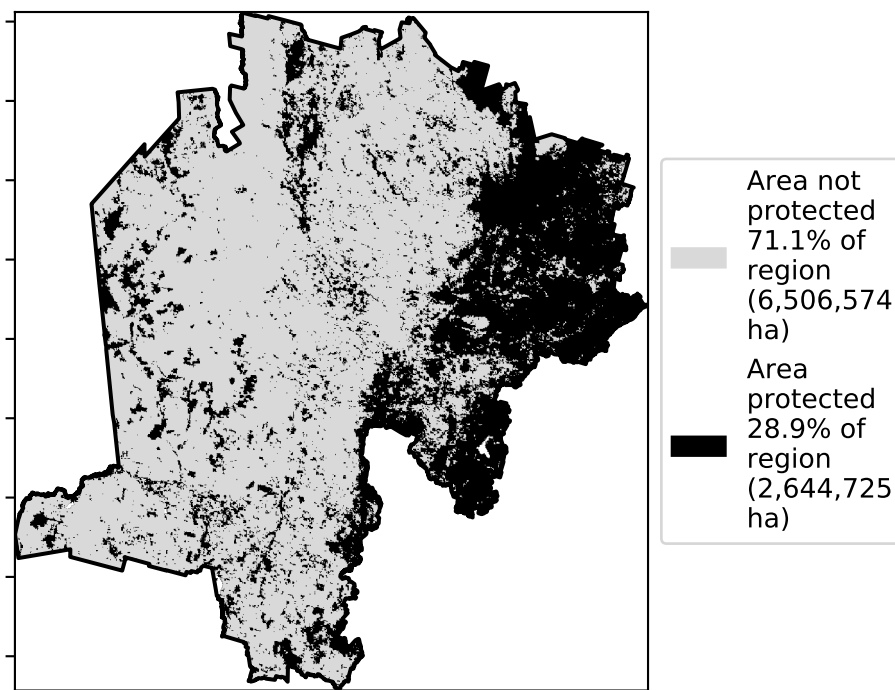 Area not
protected
71.1% of
region
(6,506,574
ha)
Area
protected
28.9% of
region
(2,644,725
ha)